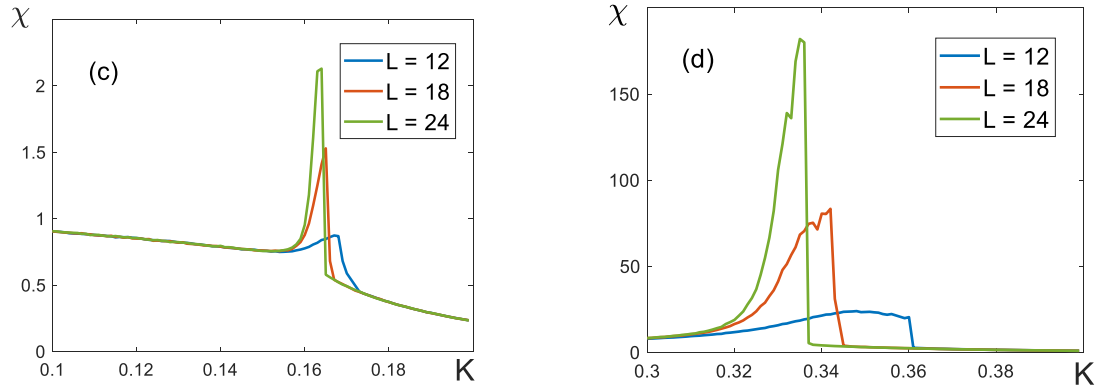 χ
(c)
L = 12
L = 18
L = 24
2
1.5
1
0.5
0
0.1
0.12
0.14
0.16
0.18
K
χ
(d)
L = 12
L = 18
L = 24
150
100
50
0
0.3
0.32
0.34
0.36
0.38
K